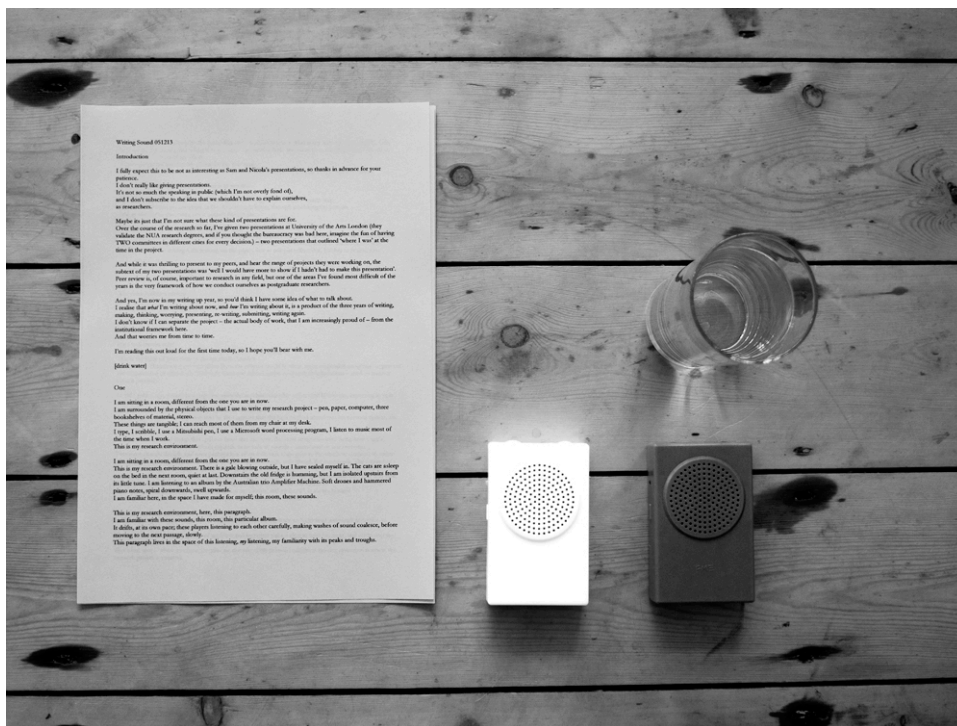 Writing Sound 051213
Introduction
I fully expect this to be not as interesting as Sam and Nicola's presentations, so thanks in advance for your
patience.
I don't really like giving presentations.
It's not so much the speaking in public (which I'm not overly fond of),
and I don't subscribe to the idea that we shouldn't have to explain ourselves,
as researchers.
Maybe its just that I'm not sure what these kind of presentations are for.
Over the course of the research so far, I've given two presentations at University of the Arts London (they
validate the NUA research degrees, and if you thought the bureaucracy was bad here, imagine the fun of having
TWO committees in different cities for every decision.) – two presentations that outlined 'where I was' at the
time in the project.
And while it was thrilling to present to my peers, and hear the range of projects they were working on, the
subtext of my two presentations was 'well I would have more to show if I hadn't had to make this presentation'.
Peer review is, of course, important to research in my field, but one of the areas I've found most difficult of the
years is the very framework of how we conduct ourselves as postgraduate researchers.
And yes, I'm now in my writing up year, so you'd think I have some idea of what to talk about.
I realise that what I'm writing about now, and how I'm writing about it, is a product of the three years of writing,
making, thinking, worrying, presenting, re-writing, submitting, writing again.
I don't know if I can separate the project – the actual body of work, that I am increasingly proud of – from the
institutional framework here.
And that worries me from time to time.
I'm reading this out loud for the first time today, so I hope you'll bear with me.
[drink water]
One
I am sitting in a room, different from the one you are in now.
I am surrounded by the physical objects that I use to write my research project – pen, paper, computer, three
bookshelves of material, stereo.
These things are tangible; I can reach most of them from my chair at my desk.
I type, I scribble, I use a Mitsubishi pen, I use a Microsoft word processing program, I listen to music most of
the time when I work.
This is my research environment.
I am sitting in a room, different from the one you are in now.
This is my research environment. There is a gale blowing outside, but I have sealed myself in. The cats are asleep
on the bed in the next room, quiet at last. Downstairs the old fridge is humming, but I am isolated upstairs from
its little tune. I am listening to an album by the Australian trio Amplifier Machine. Soft drones and hammered
piano notes, spiral downwards, swell upwards.
I am familiar here, in the space I have made for myself; this room, these sounds.
This is my research environment, here, this paragraph.
I am familiar with these sounds, this room, this particular album.
It drifts, at its own pace; these players listening to each other carefully, making washes of sound coalesce, before
moving to the next passage, slowly.
This paragraph lives in the space of this listening, my listening, my familiarity with its peaks and troughs.